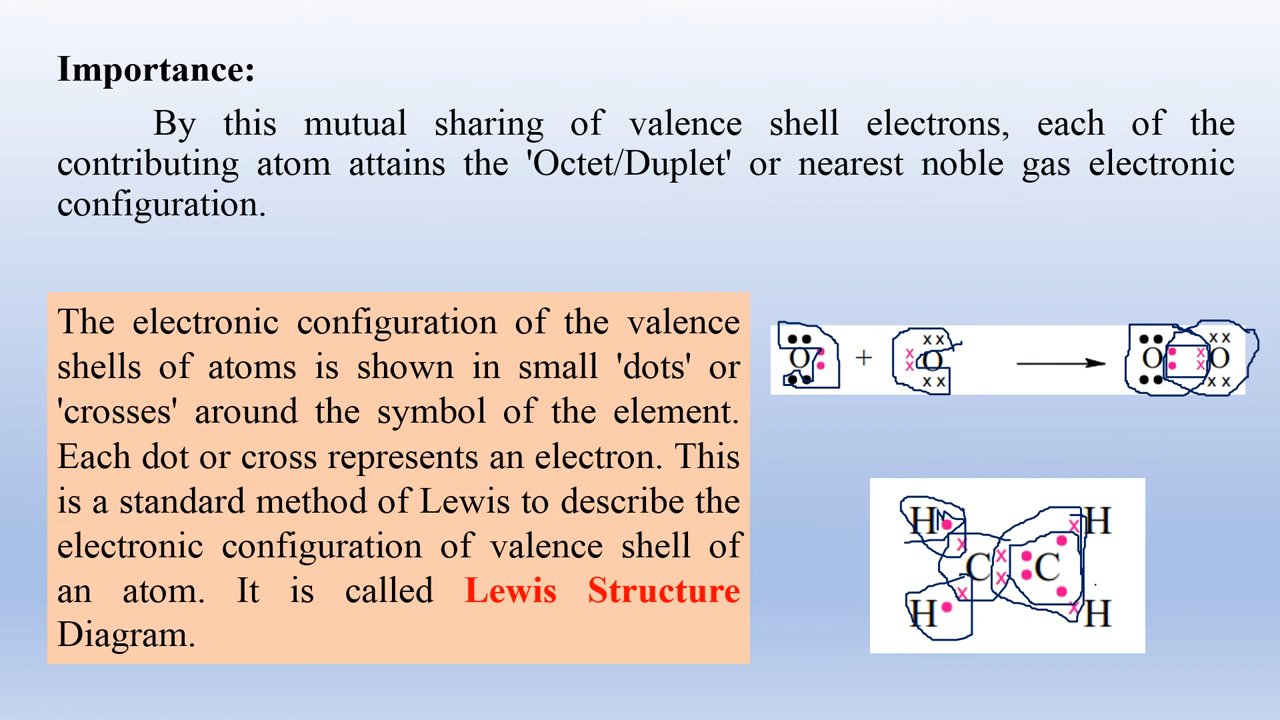 Importance:
By this mutual sharing of valence shell electrons, each of the
contributing atom attains the 'Octet/Duplet' or nearest noble gas electronic
configuration.
The electronic configuration of the valence
shells of atoms is shown in small 'dots' or
'crosses' around the symbol of the element.
Each dot or cross represents an electron. This
is a standard method of Lewis to describe the
electronic configuration of valence shell of
an atom. It is called Lewis Structure
Diagram.
xx xx
O + x O O x O
x x
xx xx
H x H
x x
C x C
x
H x H